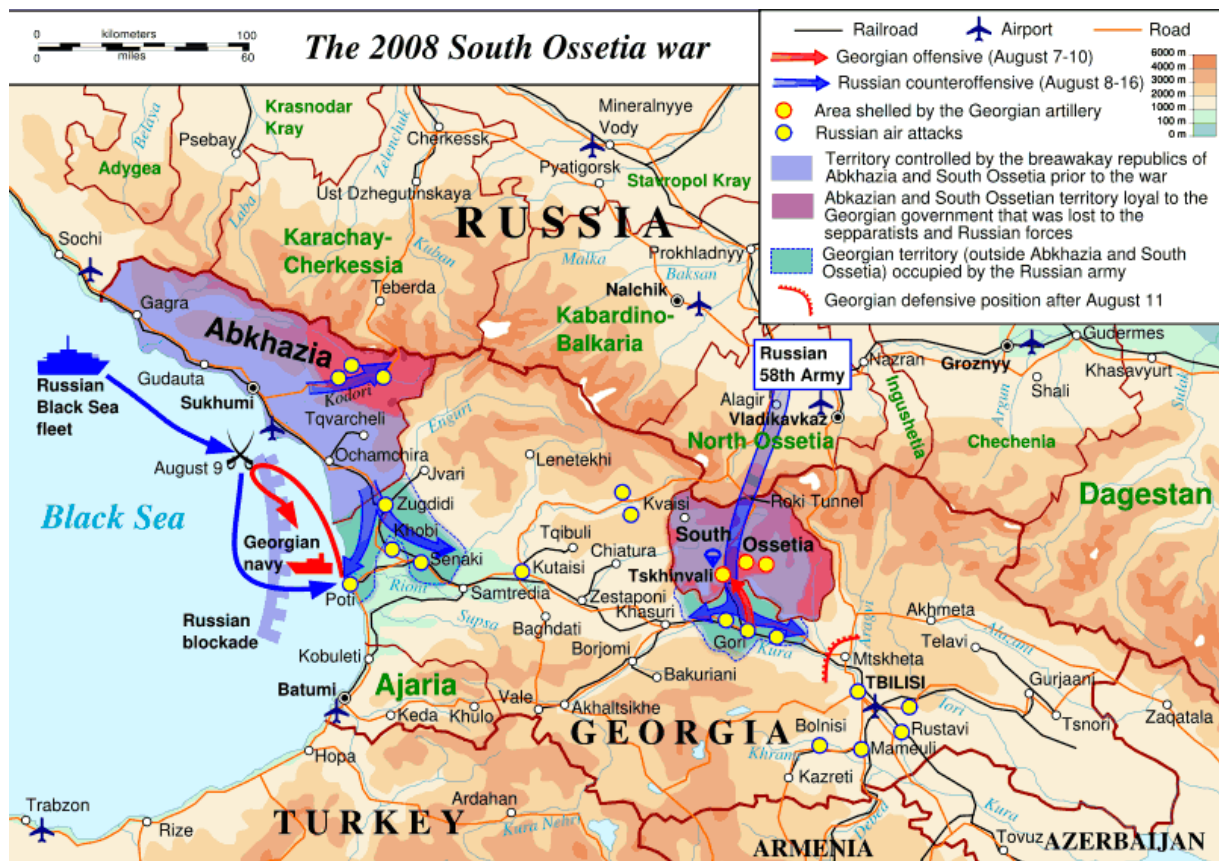 kilometers
0 100
0 60
miles
The 2008 South Ossetia war
Railroad
Airport
Road
Georgian offensive (August 7-10)
Russian counteroffensive (August 8-16)
Area shelled by the Georgian artillery
Russian air attacks
Territory controlled by the breawakay republics of
Abkhazia and South Ossetia prior to the war
Abkazian and South Ossetian territory loyal to the
Georgian government that was lost to the
sepparatists and Russian forces
Georgian territory (outside Abkhazia and South
Ossetia) occupied by the Russian army
Georgian defensive position after August 11
6000 m
4000 m
3000 m
2000 m
1000 m
100 m
0 m
Belaya
Krasnodar
Kray
Psebay
Adygea
Laba
Zelenchuk
Cherkessk
Ust Dzhegutinskaya
Mineralnyye
Vody
Pyatigorsk
Stavropol Kray
RUSSIA
Karachay-
Cherkessia
Kuban
Malka
Baksan
Prokhladnyy
Sochi
Teberda
Nalchik
Kabardino-
Balkaria
Gagra
Abkhazia
Russian
58th Army
Nazran
Groznyy
Gudermes
Khasavyurt
Shali
Argun
Sulak
Ingushetia
Chechenia
Dagestan
Alagir
Vladikavkaz
North Ossetia
Russian
Black Sea
fleet
Gudauta
Sukhumi
Kodori
Tqvarcheli
Enguri
Ochamchira
August 9
Jvari
Lenetekhi
Zugdidi
Black Sea
Georgian
navy
Khobi
Senaki
Poti
Rioni
Samtredia
Kvaisi
Roki Tunnel
South
Ossetia
Tskhinvali
Tqibuli
Chiatura
Kutaisi
Zestaponi
Khasuri
Gori
Kura
Aragvi
Akhmeta
Telavi
Alazani
Russian
blockade
Supsa
Baghdati
Kobuleti
Borjomi
Bakuriani
Mtskheta
TBILISI
Gurjaani
Batumi
Ajaria
Keda
Khulo
Vale
Akhaltsikhe
GEORGIA
Bolnisi
Iori
Rustavi
Tsnori
Zaqatala
Khram
Mameuli
Kazreti
Hopa
Trabzon
Rize
Ardahan
TURKEY
Kura Nehri
Debed
Kura
Tovuz
ARMENIA
AZERBAIJAN